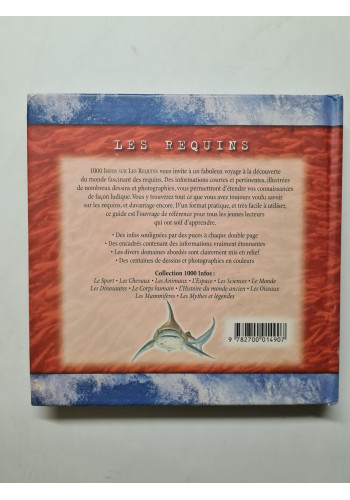 LES REQUINS
1000 INFOS SUR LES REQUINS vous invite à un fabuleux voyage à la découverte
du monde fascinant des requins. Des informations courtes et pertinentes, illustrées
de nombreux dessins et photographies, vous permettront d'étendre vos connaissances
de façon ludique. Vous y trouverez tout ce que vous avez toujours voulu savoir
sur les requins, et davantage encore. D'un format pratique, et très facile à utiliser,
ce guide est l'ouvrage de référence pour tous les jeunes lecteurs
qui ont soif d'apprendre.
• Des infos soulignées par des puces à chaque double page
• Des encadrés contenant des informations vraiment étonnantes
• Les divers domaines abordés sont clairement mis en relief
• Des centaines de dessins et photographies en couleurs
Collection 1000 Infos :
Le Sport • Les Chevaux • Les Animaux • L'Espace • Les Sciences • Le Monde
Les Dinosaures • Le Corps humain • L'Histoire du monde ancien • Les Oiseaux
Les Mammifères • Les Mythes et légendes
9 782700 014907